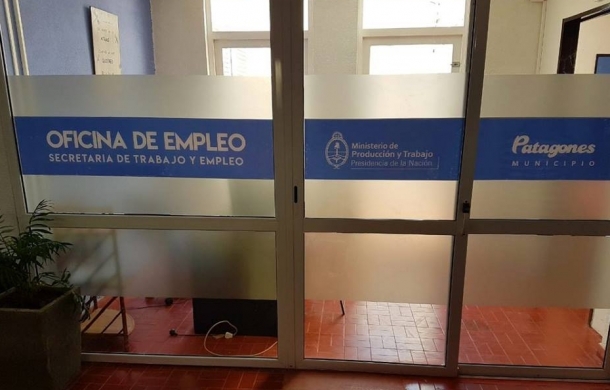 OFICINA DE EMPLEO
SECRETARIA DE TRABAJO Y EMPLEO
Ministerio de
Producción y Trabajo
Presidencia de la Nación
Patagones
MUNICIPIO